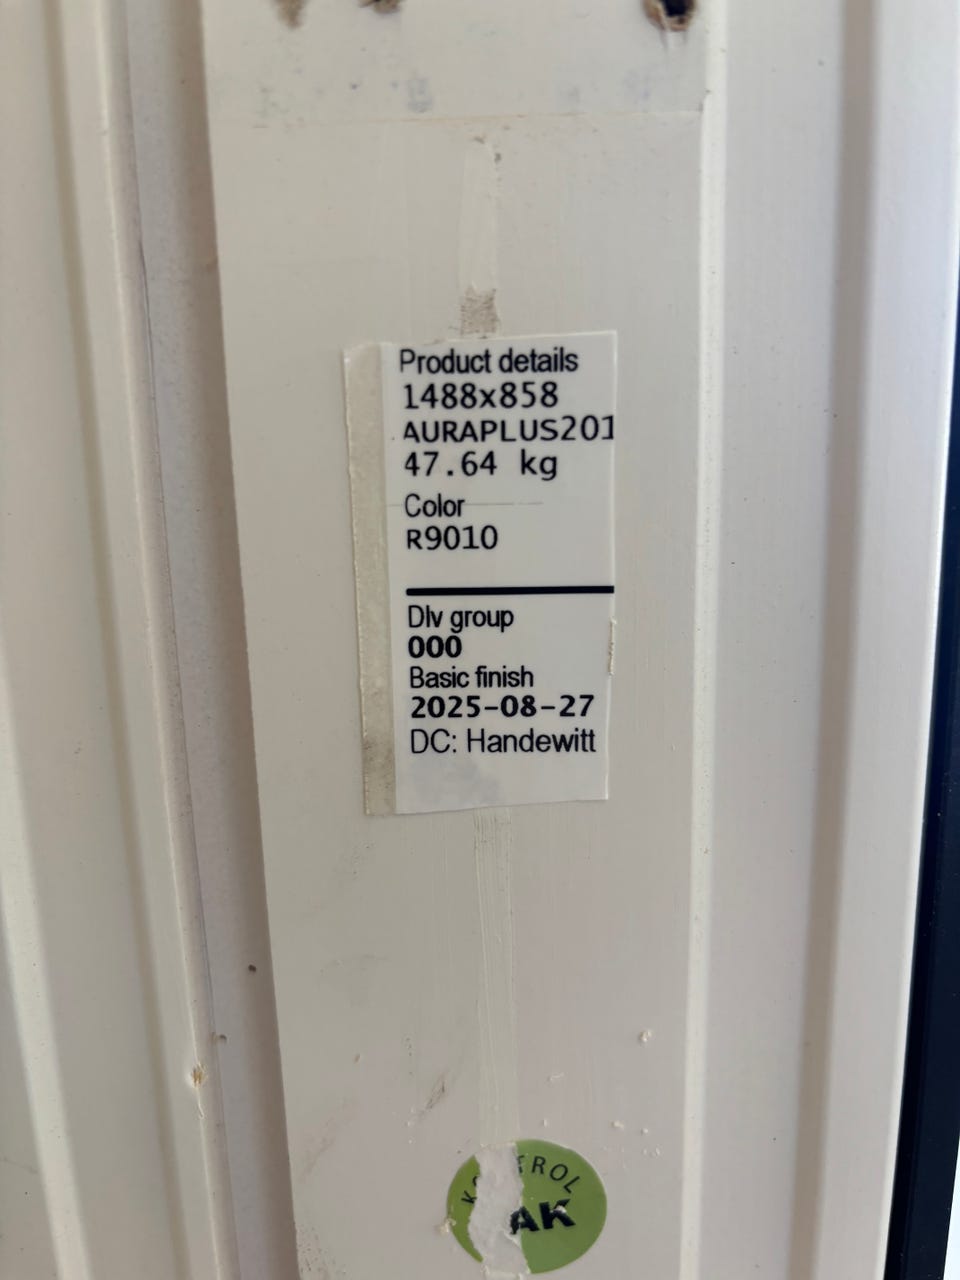 Product details
1488x858
AURAPLUS201
47.64 kg
Color
R9010
Dlv group
000
Basic finish
2025-08-27
DC: Handewitt
AK